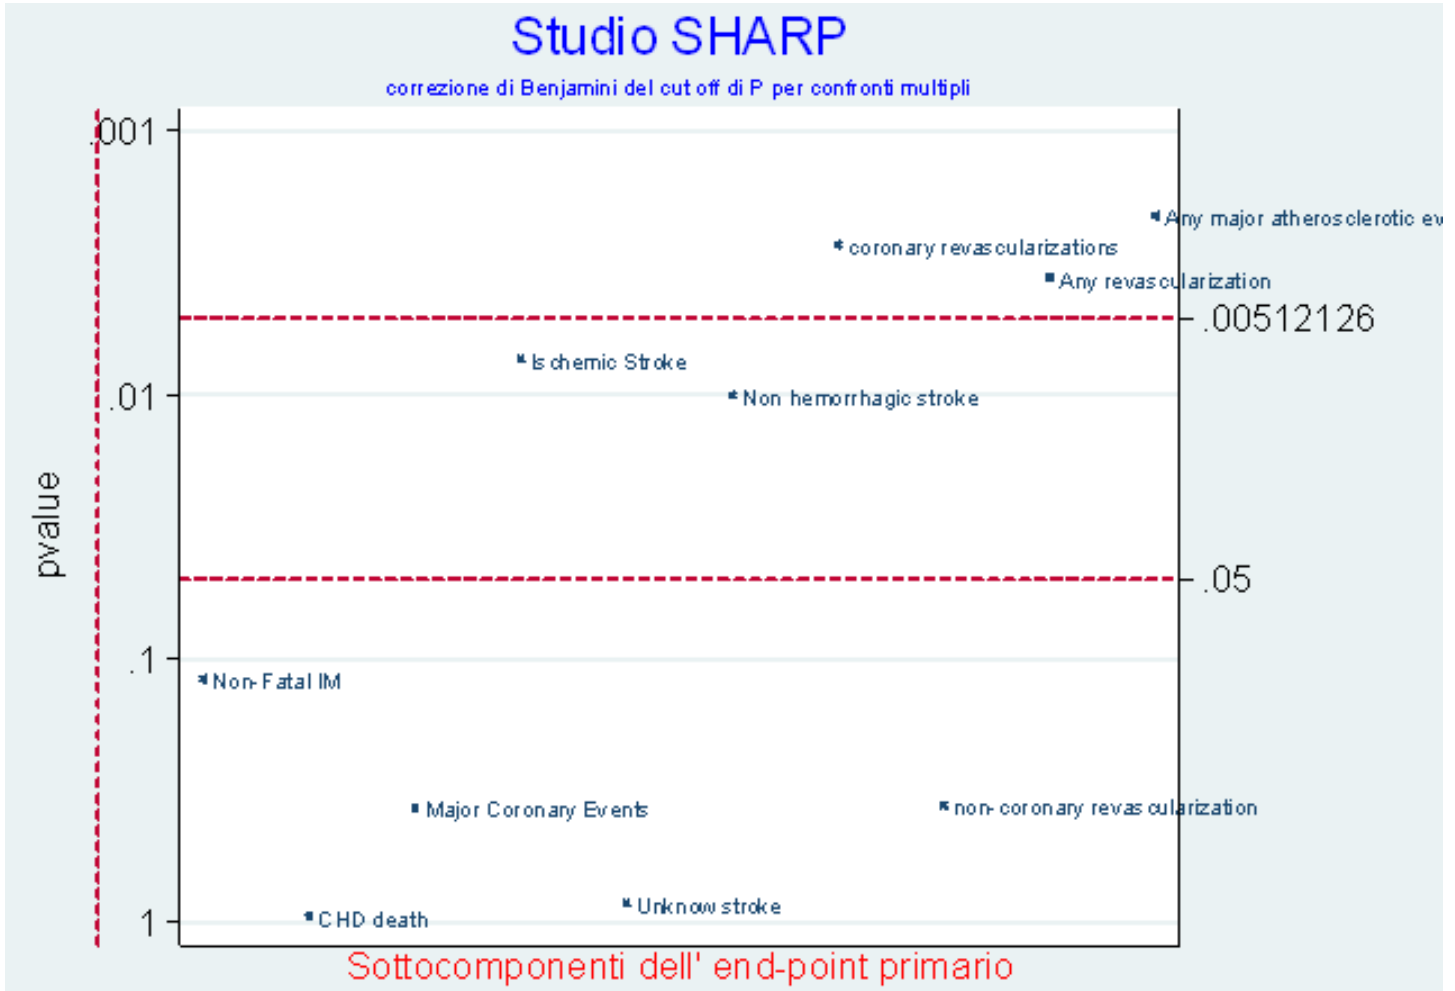 Studio SHARP
correzione di Benjamini del cut off di P per confronti multipli
.001
Any major atherosclerotic ev
coronary revascularizations
Any revascularization
.00512126
Ischemic Stroke
.01
Non hemorrhagic stroke
pvalue
.05
.1
Non-Fatal IM
Major Coronary Events
non-coronary revascularization
Unknow stroke
CHD death
1
Sottocomponenti dell' end-point primario